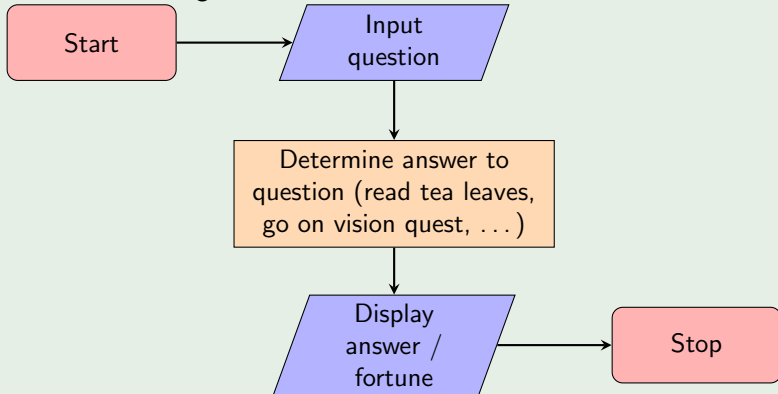 Start
Input
question
Determine answer to
question (read tea leaves,
go on vision quest, . . . )
Display
answer /
fortune
Stop